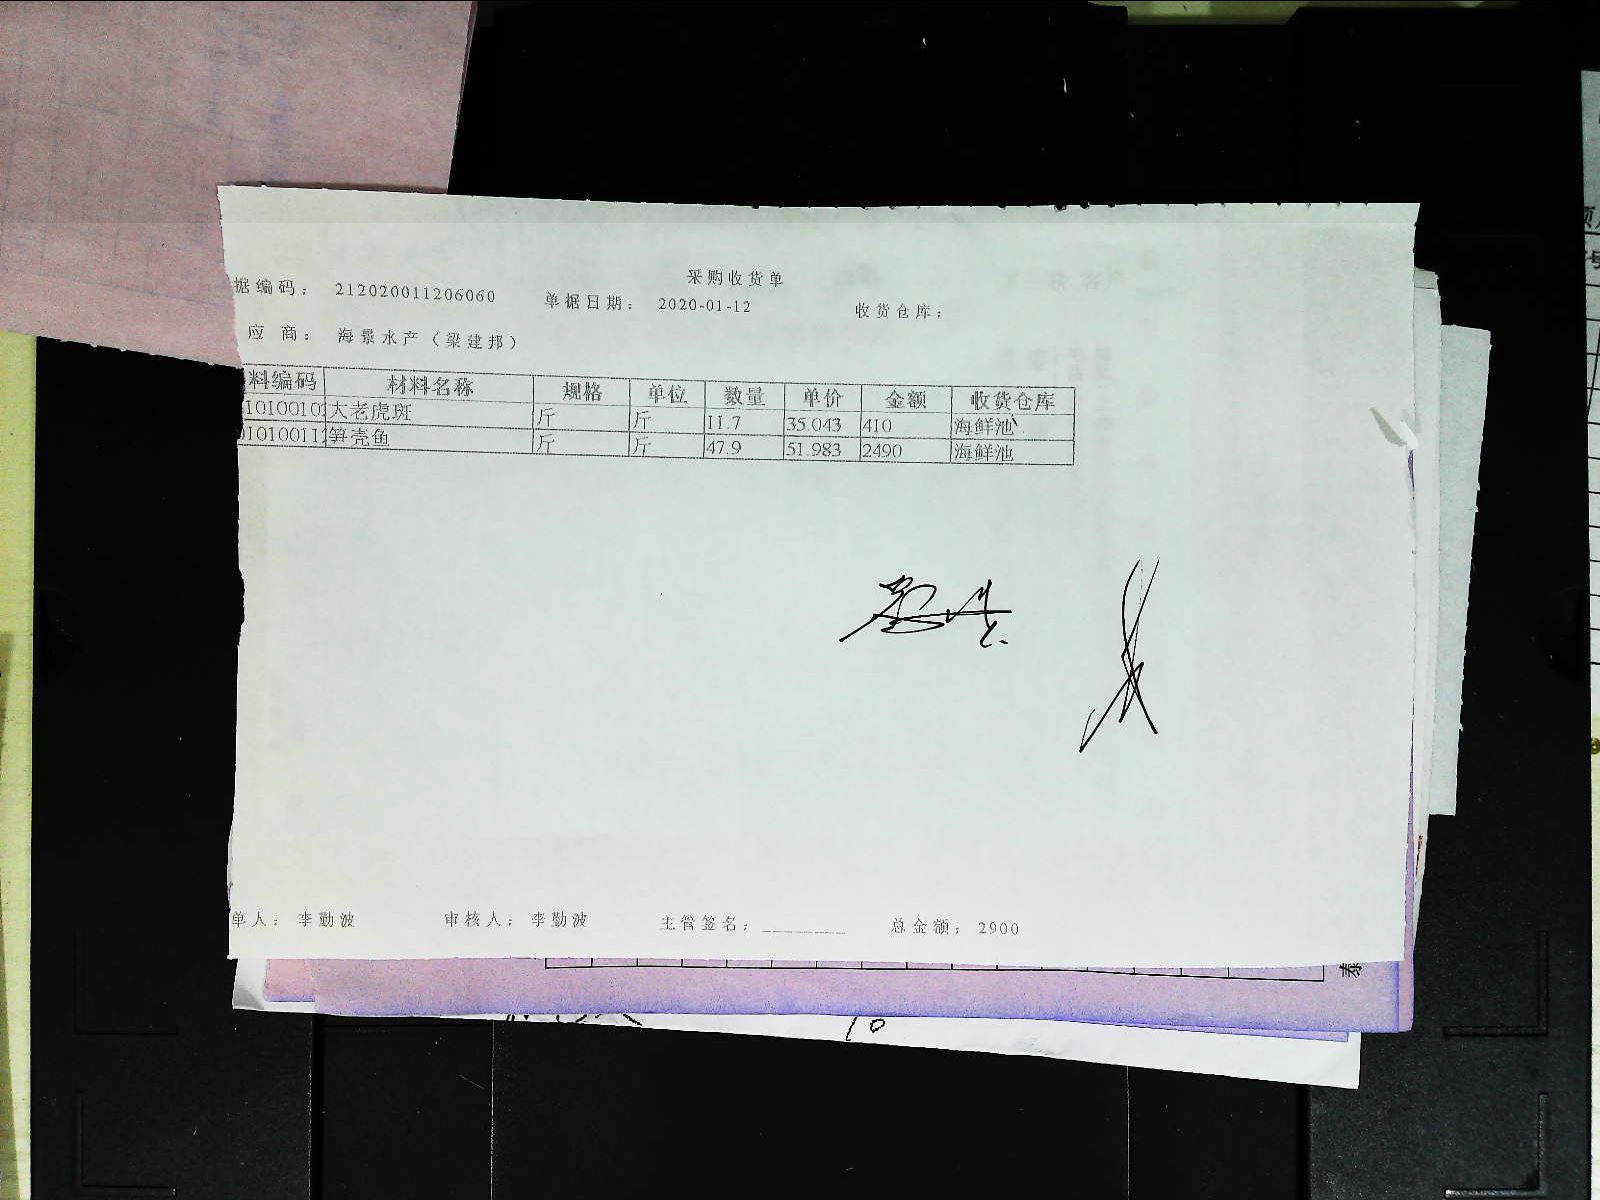 采购收货单
据编码： 212020011206060 单据日期： 2020-01-12 收货仓库：
应 商： 海景水产（梁建邦）
料编码 材料名称 规格 单位 数量 单价 金额 收货仓库
大老虎斑 斤 斤 11.7 35.043 410 海鲜池
笋壳鱼 斤 斤 47.9 51.983 2490 海鲜池
单人： 李勤波 审核人： 李勤波 主管签名： 总金额： 2900
泰
10